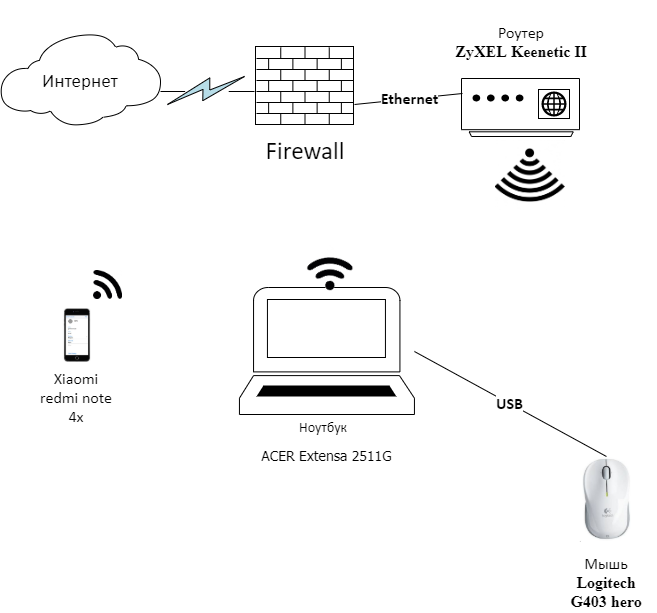 Роутер
ZyXEL Keenetic II
Интернет
Ethernet
Firewall
Xiaomi
redmi note
4x
Ноутбук
ACER Extensa 2511G
USB
Мышь
Logitech
G403 hero